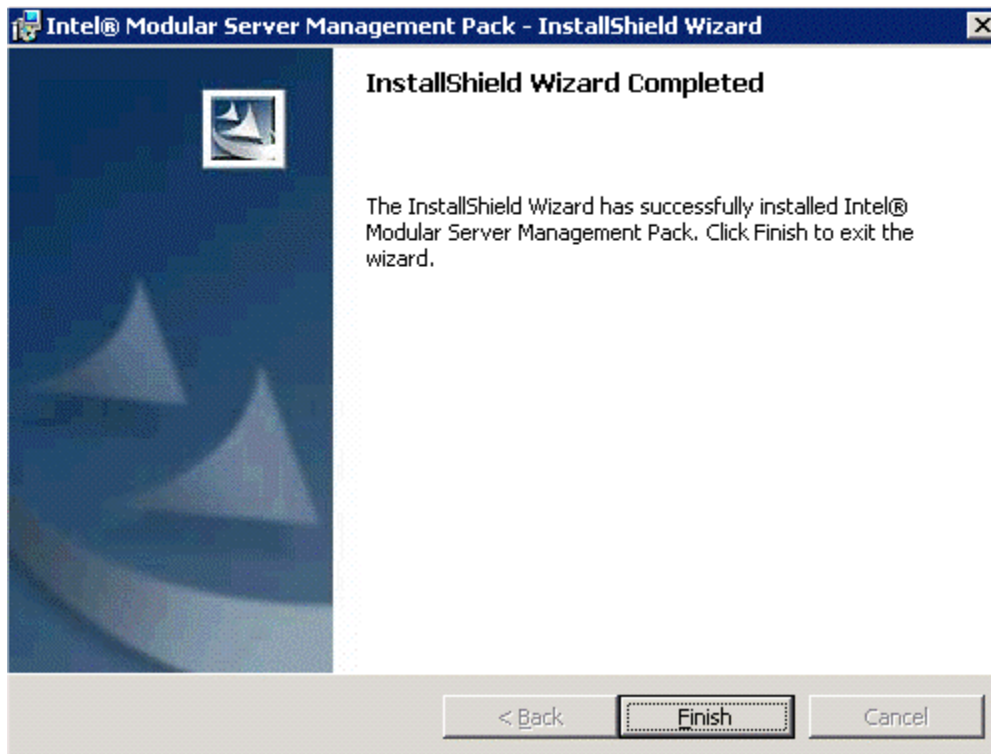 Intel® Modular Server Management Pack - InstallShield Wizard
InstallShield Wizard Completed
The InstallShield Wizard has successfully installed Intel®
Modular Server Management Pack. Click Finish to exit the
wizard.
< Back
Finish
Cancel